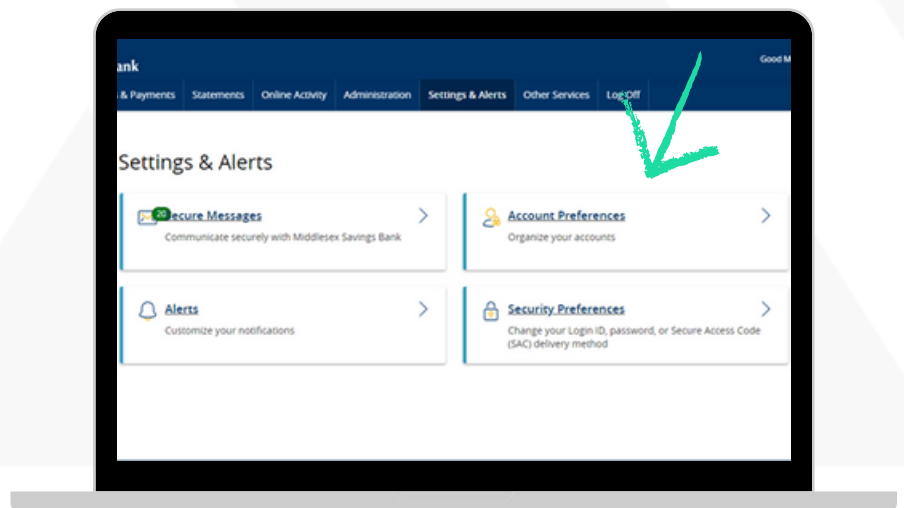 ank
Good M
& Payments Statements Online Activity Administration Settings & Alerts Other Services Log Off
Settings & Alerts
20
ecure Messages
Communicate securely with Middlesex Savings Bank
Account Preferences
Organize your accounts
Alerts
Customize your notifications
Security Preferences
Change your Login ID, password, or Secure Access Code
(SAC) delivery method